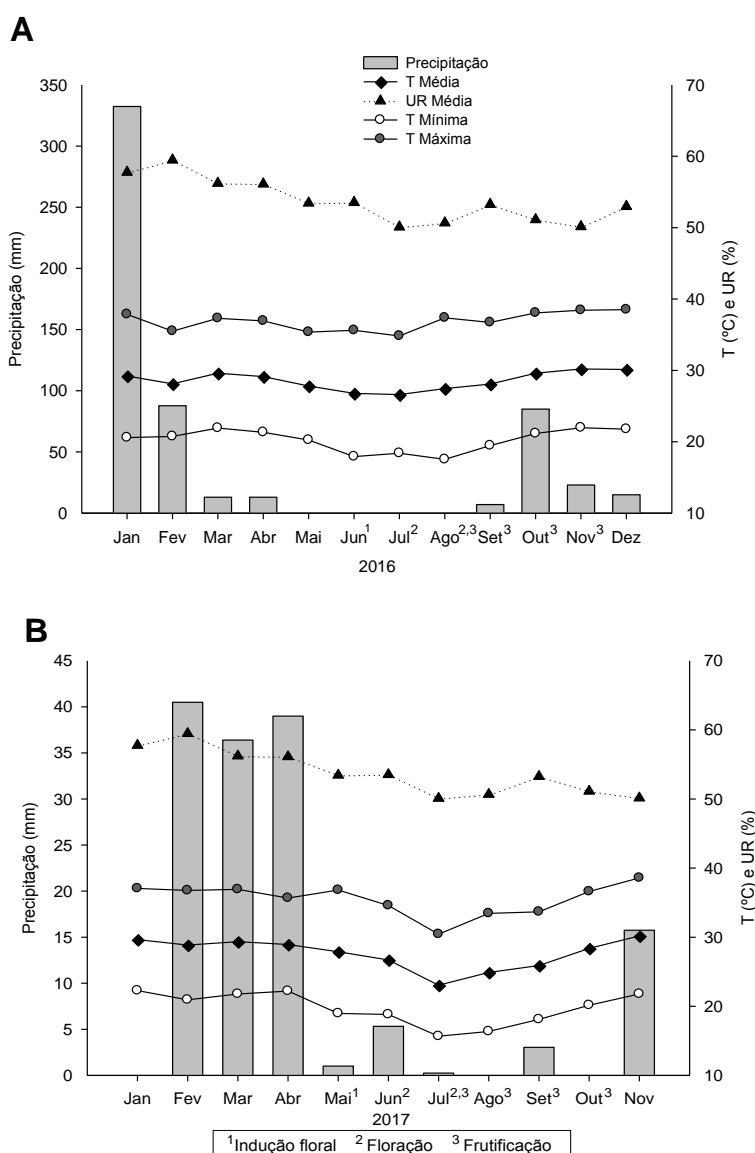 A
Precipitação
T Média
UR Média
T Mínima
T Máxima
350
300
250
200
150
100
50
0
Precipitação (mm)
70
60
50
40
30
20
10
T (ºC) e UR (%)
Jan Fev Mar Abr Mai Jun¹ Jul² Ago²,³ Set³ Out³ Nov³ Dez
2016
B
45
40
35
30
25
20
15
10
5
0
Precipitação (mm)
70
60
50
40
30
20
10
T (ºC) e UR (%)
Jan Fev Mar Abr Mai¹ Jun² Jul²,³ Ago³ Set³ Out³ Nov
2017
¹Indução floral ² Floração ³ Frutificação